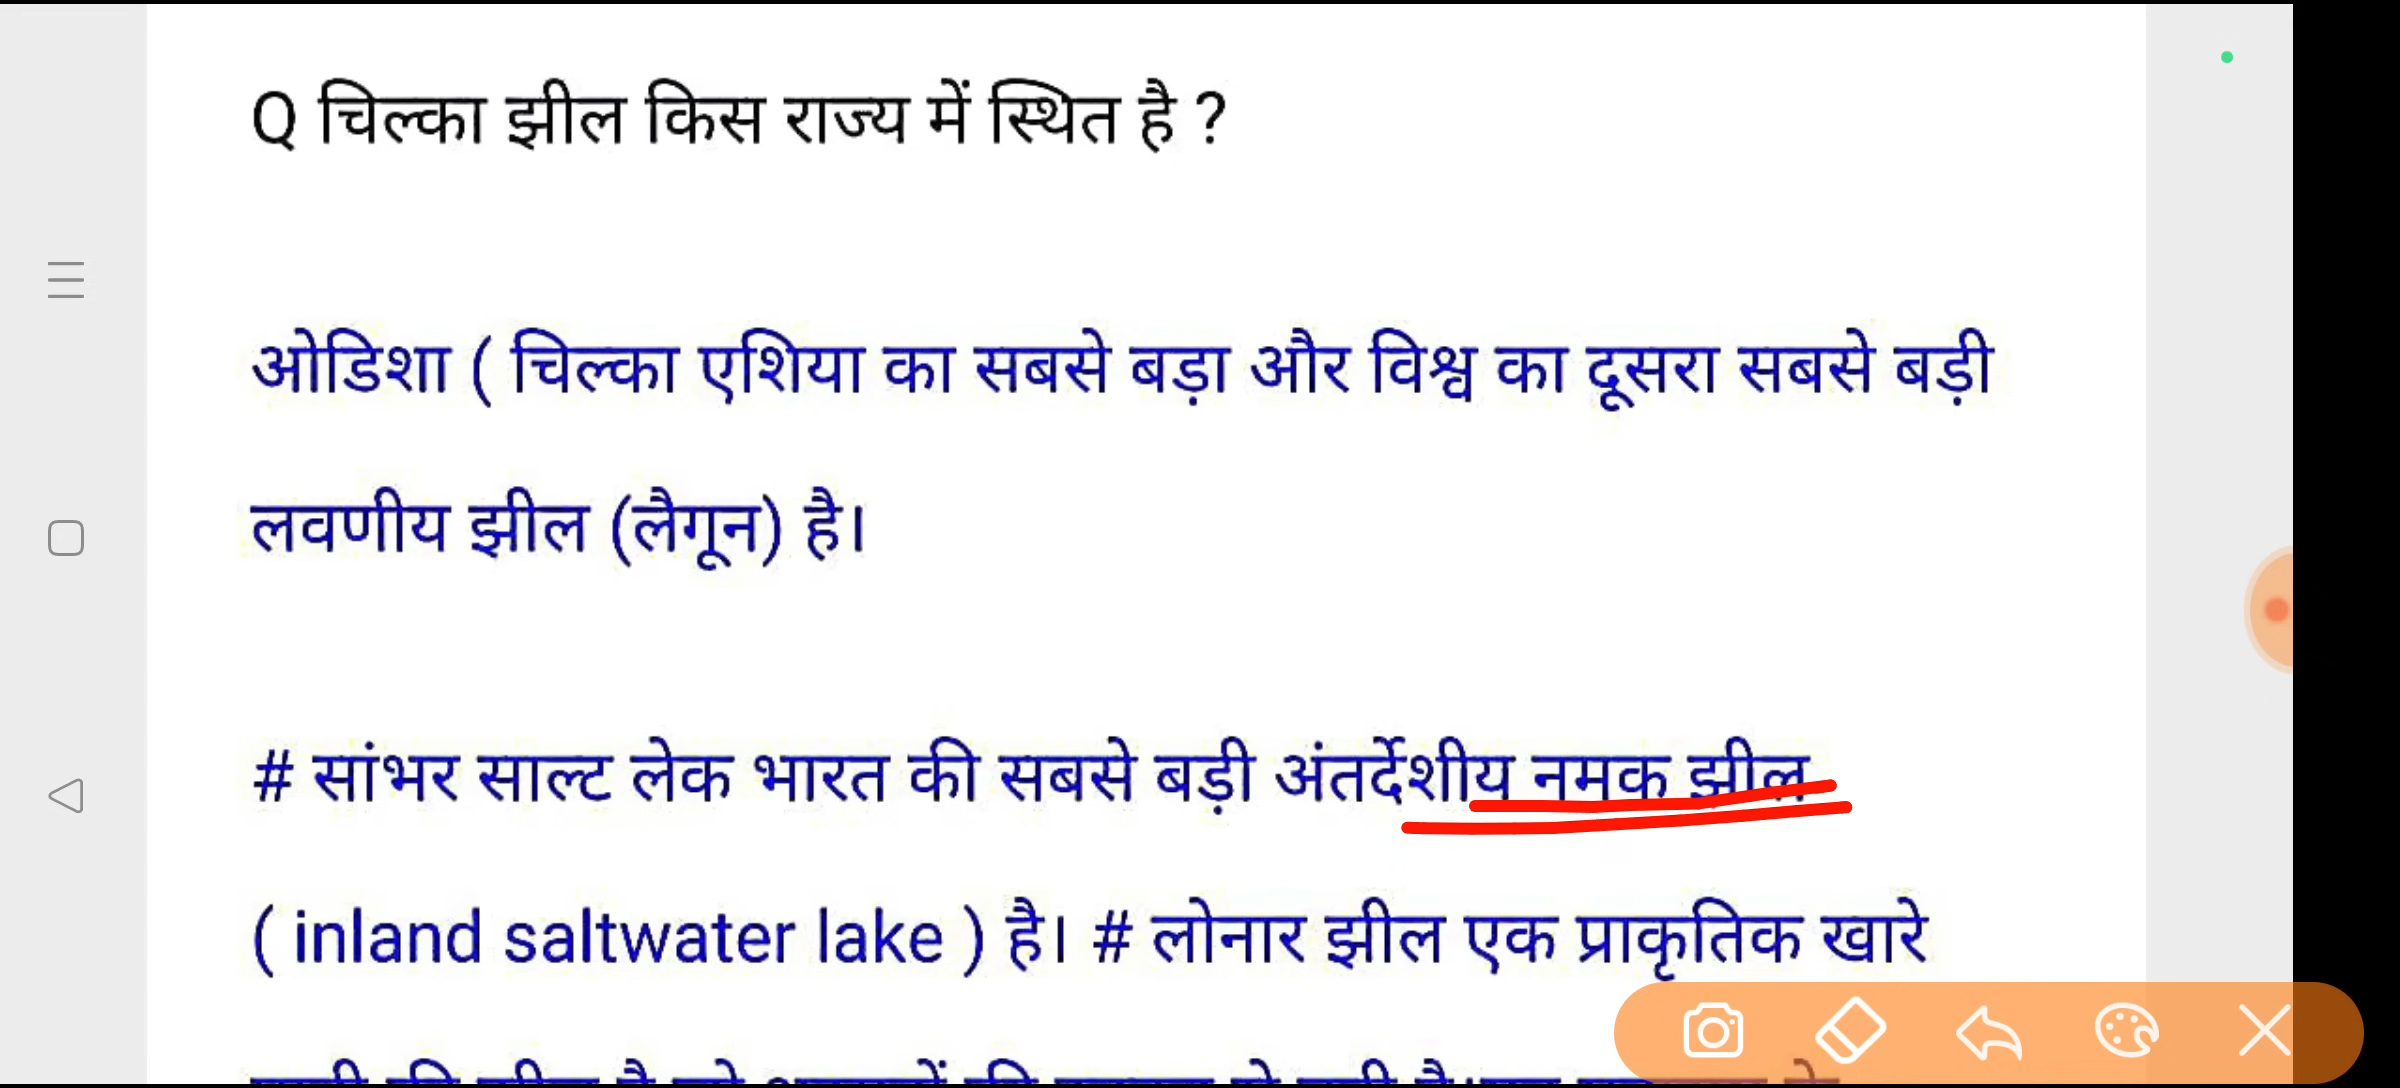 Q चिल्का झील किस राज्य में स्थित है ?
ओडिशा ( चिल्का एशिया का सबसे बड़ा और विश्व का दूसरा सबसे बड़ी
लवणीय झील (लैगून) है।
# सांभर साल्ट लेक भारत की सबसे बड़ी अंतर्देशीय नमक झील
( inland saltwater lake ) है। # लोनार झील एक प्राकृतिक खारे